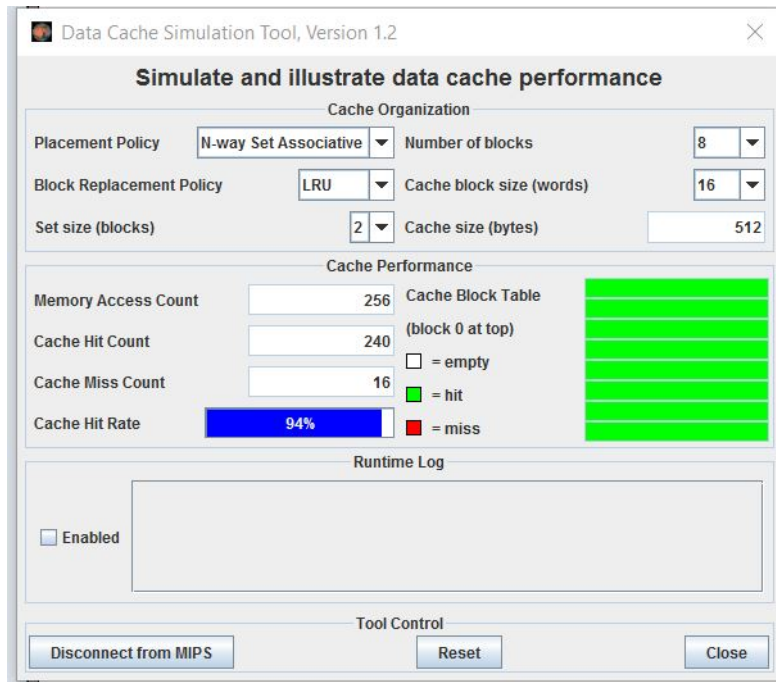 Data Cache Simulation Tool, Version 1.2
Simulate and illustrate data cache performance
Cache Organization
Placement Policy N-way Set Associative Number of blocks 8
Block Replacement Policy LRU Cache block size (words) 16
Set size (blocks) 2 Cache size (bytes) 512
Cache Performance
Memory Access Count 256 Cache Block Table
(block 0 at top)
Cache Hit Count 240
= empty
Cache Miss Count 16
= hit
Cache Hit Rate 94%
= miss
Runtime Log
Enabled
Tool Control
Disconnect from MIPS Reset Close